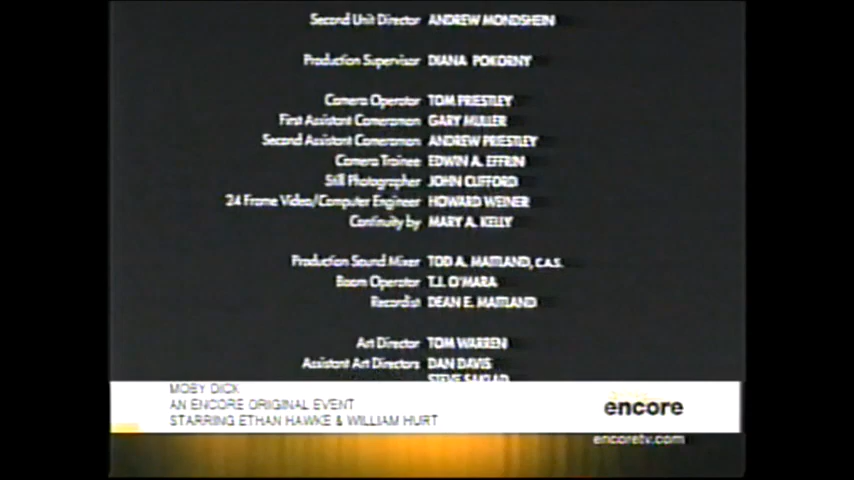 Second Unit Director ANDREW MONDSHEIN
Production Supervisor DIANA POKORNY
Camera Operator TOM PRIESTLEY
First Assistant Cameraman GARY MULLER
Second Assistant Cameraman ANDREW PRIESTLEY
Camera Trainee EDWIN A. EFFREIN
Still Photographer JOHN CLIFFORD
24 Frame Video/Computer Engineer HOWARD WEINER
Continuity by MARY A. KELLY
Production Sound Mixer TOD A. MAITLAND, C.A.S.
Boom Operator T.J. O'MARA
Recordist DEAN E. MAITLAND
Art Director TOM WARREN
Assistant Art Directors DAN DAVIS
STEVE SAKLAD
MOBY DICK
AN ENCORE ORIGINAL EVENT
STARRING ETHAN HAWKE & WILLIAM HURT
encore
encoretv.com